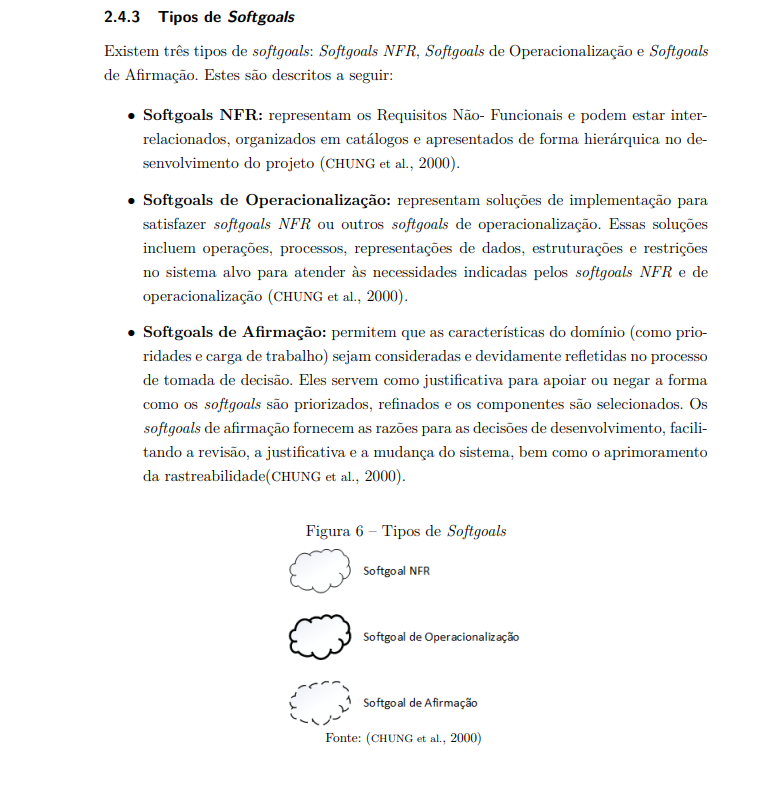 2.4.3 Tipos de Softgoals
Existem três tipos de softgoals: Softgoals NFR, Softgoals de Operacionalização e Softgoals
de Afirmação. Estes são descritos a seguir:
• Softgoals NFR: representam os Requisitos Não- Funcionais e podem estar inter-
relacionados, organizados em catálogos e apresentados de forma hierárquica no de-
senvolvimento do projeto (CHUNG et al., 2000).
• Softgoals de Operacionalização: representam soluções de implementação para
satisfazer softgoals NFR ou outros softgoals de operacionalização. Essas soluções
incluem operações, processos, representações de dados, estruturações e restrições
no sistema alvo para atender às necessidades indicadas pelos softgoals NFR e de
operacionalização (CHUNG et al., 2000).
• Softgoals de Afirmação: permitem que as características do domínio (como prio-
ridades e carga de trabalho) sejam consideradas e devidamente refletidas no processo
de tomada de decisão. Eles servem como justificativa para apoiar ou negar a forma
como os softgoals são priorizados, refinados e os componentes são selecionados. Os
softgoals de afirmação fornecem as razões para as decisões de desenvolvimento, facili-
tando a revisão, a justificativa e a mudança do sistema, bem como o aprimoramento
da rastreabilidade(CHUNG et al., 2000).
Figura 6 – Tipos de Softgoals
Softgoal NFR
Softgoal de Operacionalização
Softgoal de Afirmação
Fonte: (CHUNG et al., 2000)